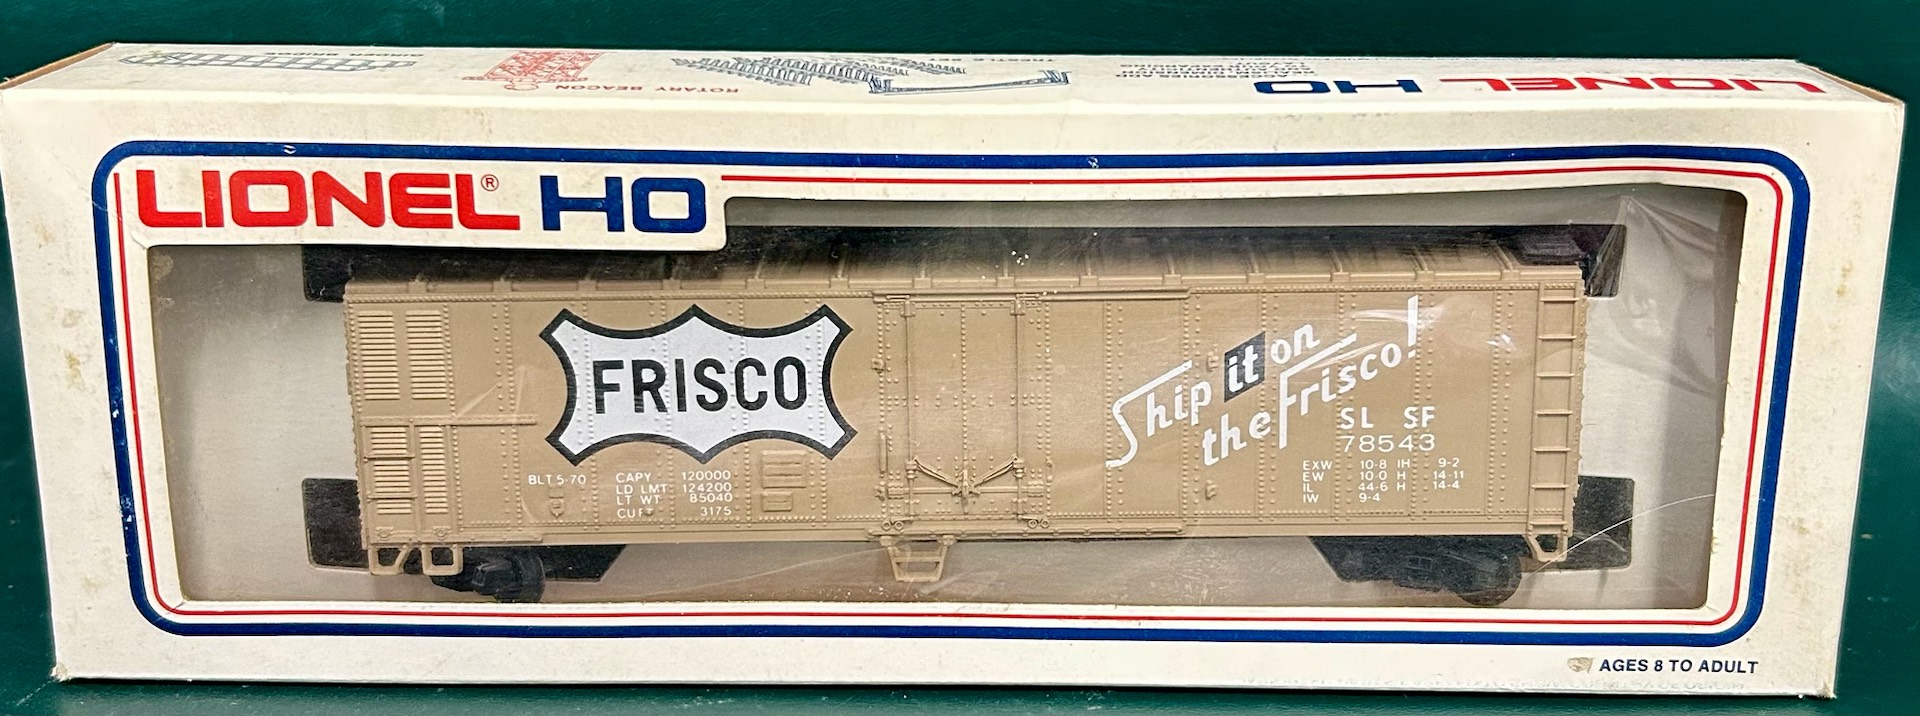 GIRDER BRIDGE
ROTARY BEACON
LIONEL HO
LIONEL® HO
FRISCO
Ship it on
the Frisco!
SL SF
78543
BLT 5-70
CAPY 120000
LD LMT 124200
LT WT 85040
CU FT 3175
EXW 10-8 IH 9-2
EW 10-0 H 14-11
IL 44-6 H 14-4
IW 9-4
AGES 8 TO ADULT